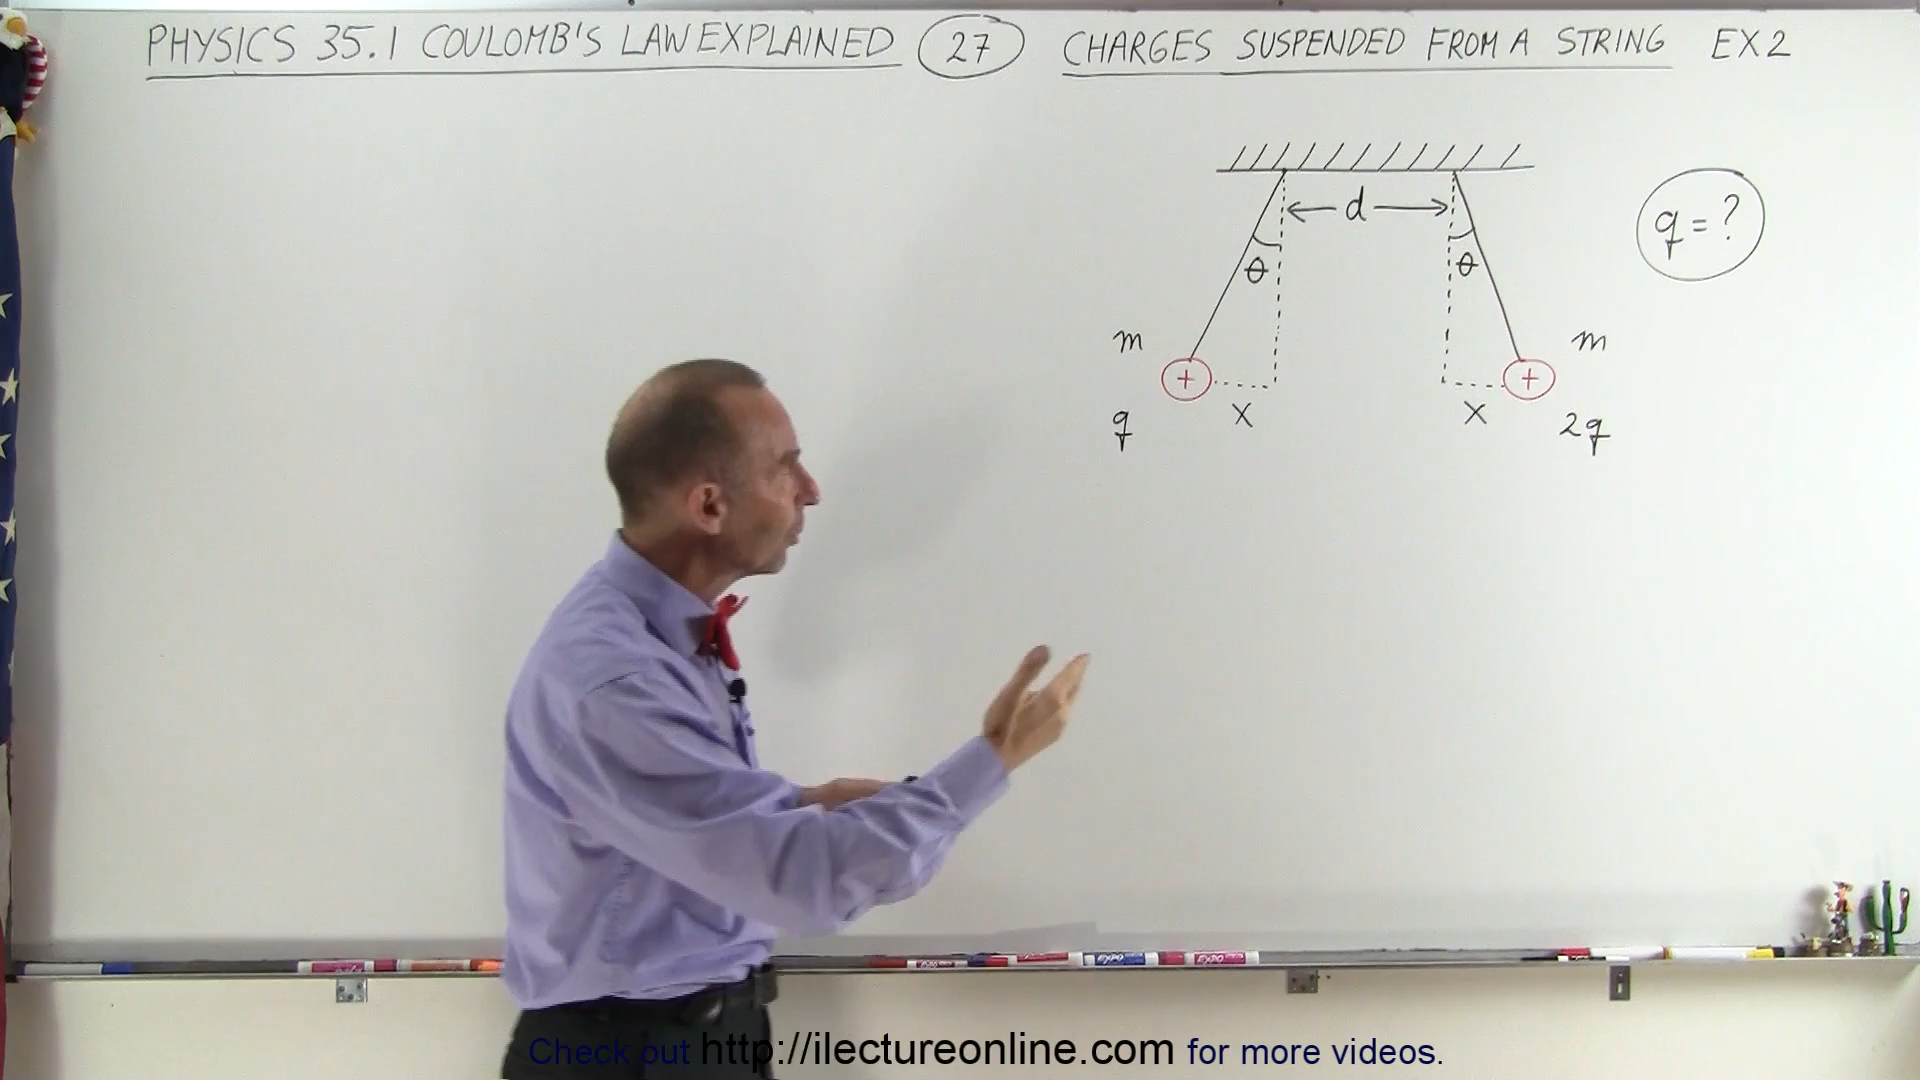 PHYSICS 35.1 COULOMB'S LAW EXPLAINED 27 CHARGES SUSPENDED FROM A STRING EX 2
d
q = ?
θ θ
m m
+ +
x x
q 2q
Check out http://ilectureonline.com for more videos.